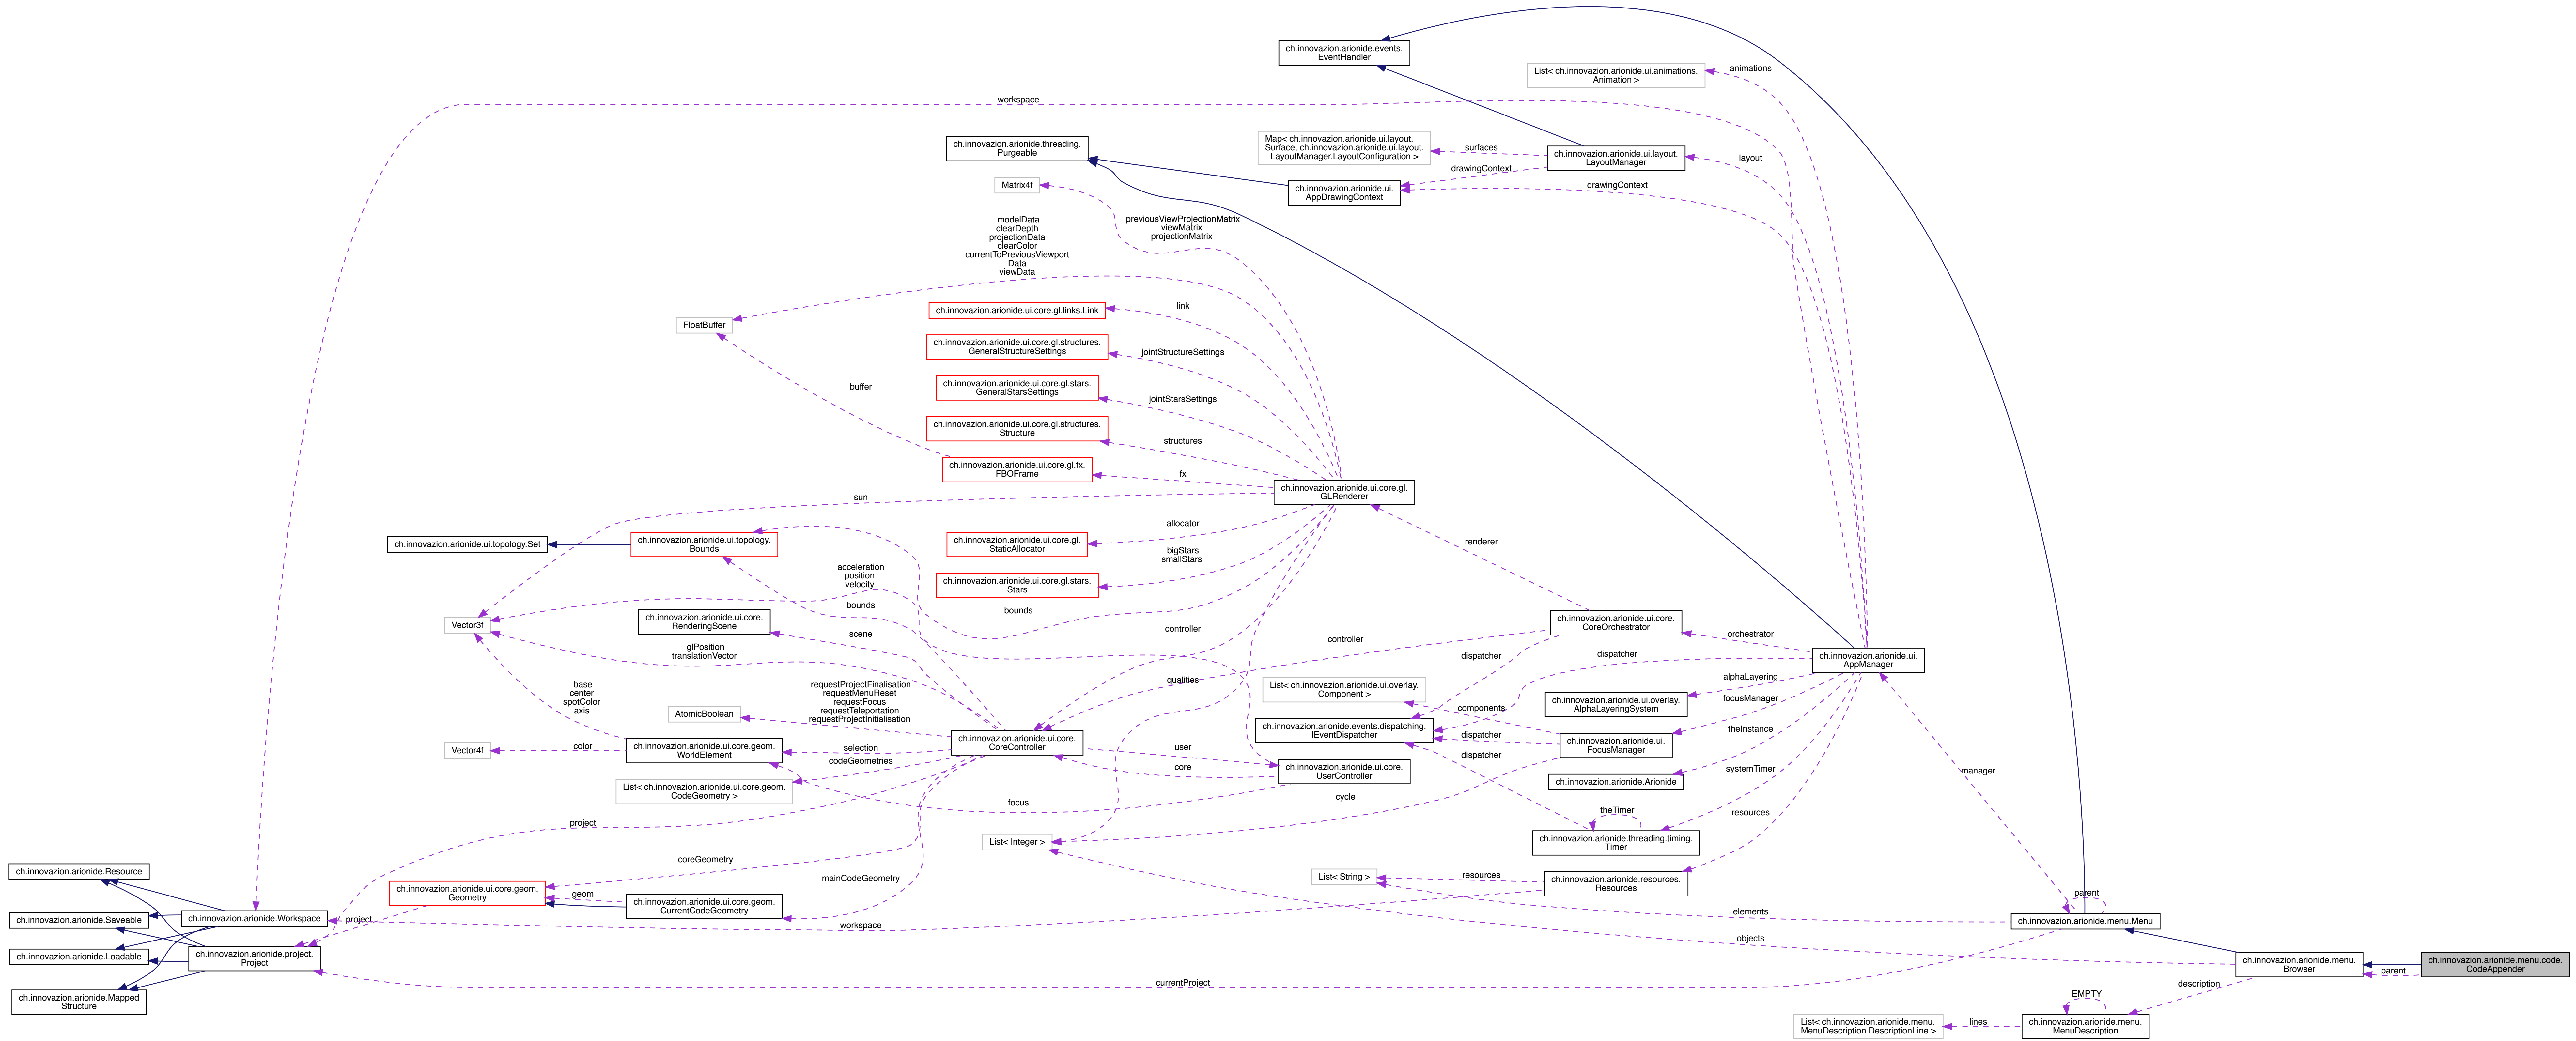 ch.innovazion.arionide.events.
EventHandler
List< ch.innovazion.arionide.ui.animations.
Animation >
animations
workspace
Map< ch.innovazion.arionide.ui.layout.
Surface, ch.innovazion.arionide.ui.layout.
LayoutManager.LayoutConfiguration >
surfaces
ch.innovazion.arionide.ui.layout.
LayoutManager
layout
ch.innovazion.arionide.threading.
Purgeable
drawingContext
Matrix4f
ch.innovazion.arionide.ui.
AppDrawingContext
drawingContext
modelData
clearDepth
projectionData
clearColor
currentToPreviousViewport
Data
viewData
previousViewProjectionMatrix
viewMatrix
projectionMatrix
ch.innovazion.arionide.ui.core.gl.links.Link
link
FloatBuffer
ch.innovazion.arionide.ui.core.gl.structures.
GeneralStructureSettings
jointStructureSettings
buffer
ch.innovazion.arionide.ui.core.gl.stars.
GeneralStarsSettings
jointStarsSettings
ch.innovazion.arionide.ui.core.gl.structures.
Structure
structures
ch.innovazion.arionide.ui.core.gl.fx.
FBOFrame
fx
ch.innovazion.arionide.ui.core.gl.
GLRenderer
sun
allocator
ch.innovazion.arionide.ui.topology.Set
ch.innovazion.arionide.ui.topology.
Bounds
ch.innovazion.arionide.ui.core.gl.
StaticAllocator
renderer
bigStars
smallStars
acceleration
position
velocity
ch.innovazion.arionide.ui.core.gl.stars.
Stars
bounds
bounds
Vector3f
ch.innovazion.arionide.ui.core.
RenderingScene
scene
controller
controller
ch.innovazion.arionide.ui.core.
CoreOrchestrator
orchestrator
glPosition
translationVector
dispatcher
dispatcher
ch.innovazion.arionide.ui.
AppManager
base
center
spotColor
axis
requestProjectFinalisation
requestMenuReset
requestFocus
requestTeleportation
requestProjectInitialisation
qualities
List< ch.innovazion.arionide.ui.overlay.
Component >
alphaLayering
AtomicBoolean
components
ch.innovazion.arionide.ui.overlay.
AlphaLayeringSystem
focusManager
ch.innovazion.arionide.events.dispatching.
IEventDispatcher
theInstance
Vector4f
color
ch.innovazion.arionide.ui.core.geom.
WorldElement
selection
ch.innovazion.arionide.ui.core.
CoreController
user
dispatcher
ch.innovazion.arionide.ui.
FocusManager
codeGeometries
core
ch.innovazion.arionide.ui.core.
UserController
dispatcher
systemTimer
manager
List< ch.innovazion.arionide.ui.core.geom.
CodeGeometry >
ch.innovazion.arionide.Arionide
focus
cycle
theTimer
resources
project
List< Integer >
ch.innovazion.arionide.threading.timing.
Timer
coreGeometry
ch.innovazion.arionide.Resource
mainCodeGeometry
List< String >
resources
ch.innovazion.arionide.resources.
Resources
ch.innovazion.arionide.ui.core.geom.
Geometry
geom
ch.innovazion.arionide.ui.core.geom.
CurrentCodeGeometry
parent
elements
ch.innovazion.arionide.Saveable
ch.innovazion.arionide.Workspace
project
workspace
ch.innovazion.arionide.menu.Menu
objects
ch.innovazion.arionide.Loadable
ch.innovazion.arionide.project.
Project
ch.innovazion.arionide.menu.
Browser
parent
ch.innovazion.arionide.menu.code.
CodeAppender
currentProject
description
ch.innovazion.arionide.Mapped
Structure
EMPTY
List< ch.innovazion.arionide.menu.
MenuDescription.DescriptionLine >
lines
ch.innovazion.arionide.menu.
MenuDescription